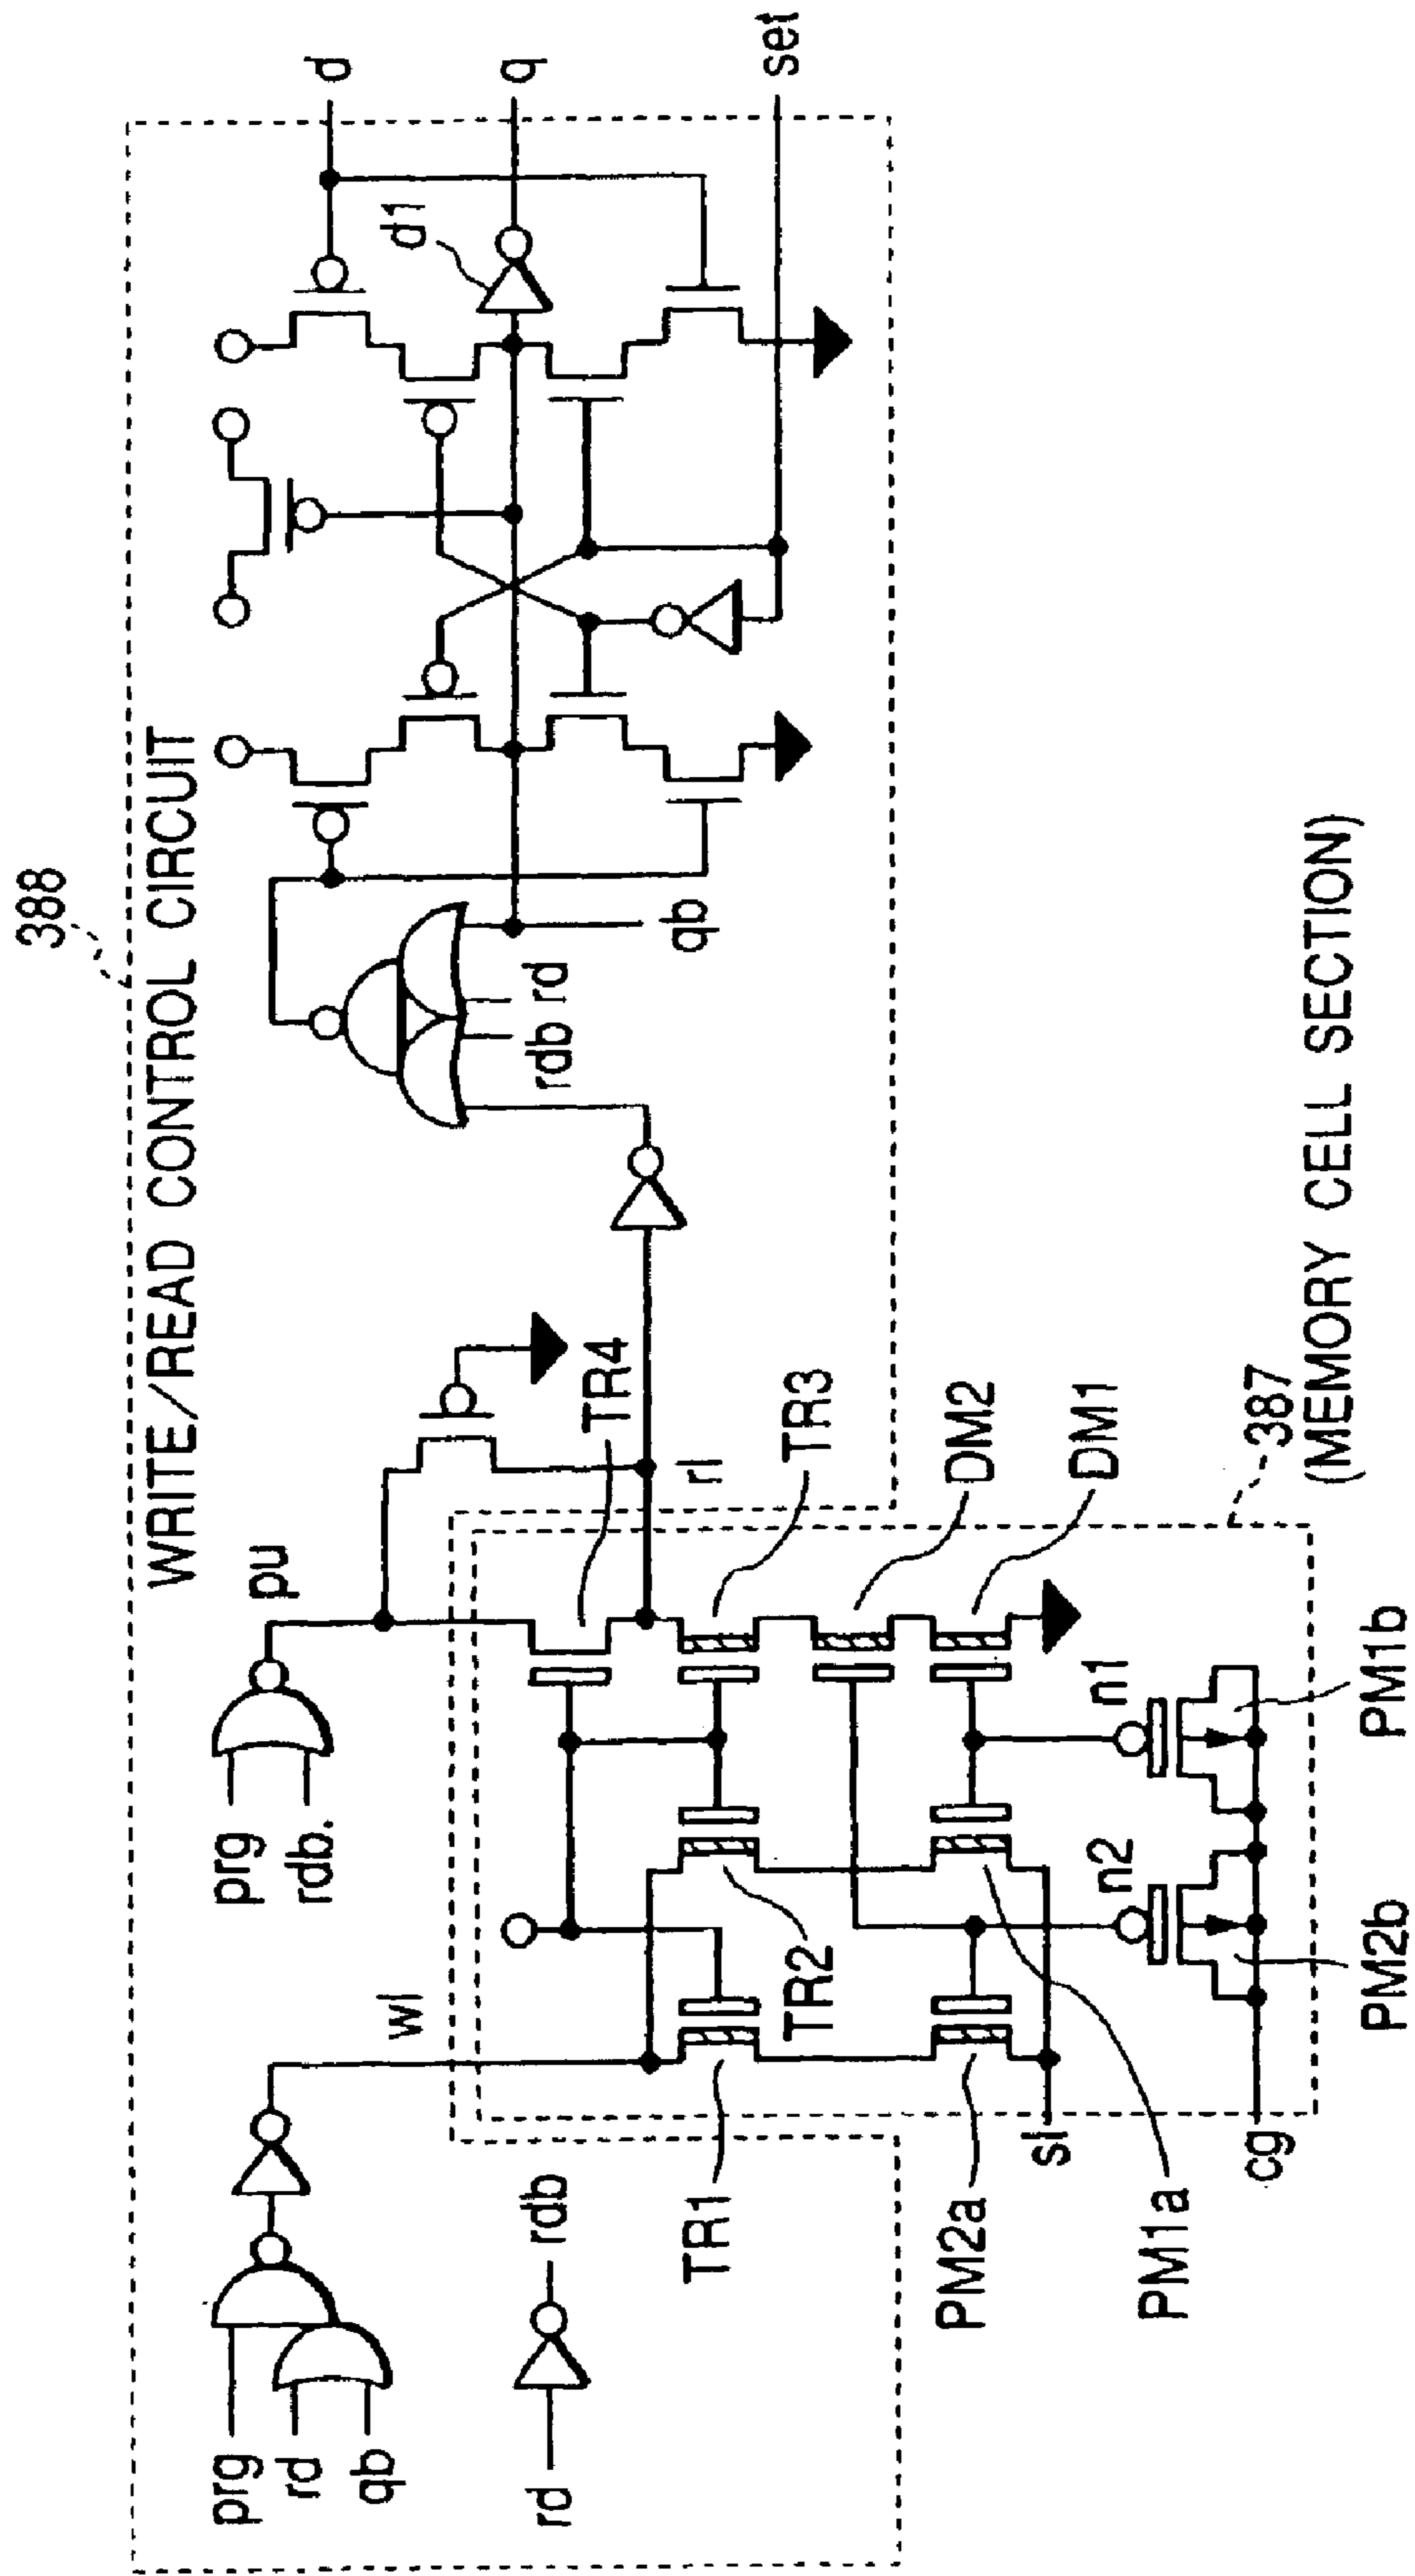 388
WRITE/READ CONTROL CIRCUIT
prg
rd
qb
rd
rdb
wl
prg
rdb.
pu
TR4
rl
rdb
rd
qb
d1
d
q
set
TR1
TR2
TR3
DM2
DM1
PM2a
PM1a
sl
cg
n2
n1
PM2b
PM1b
387
(MEMORY CELL SECTION)